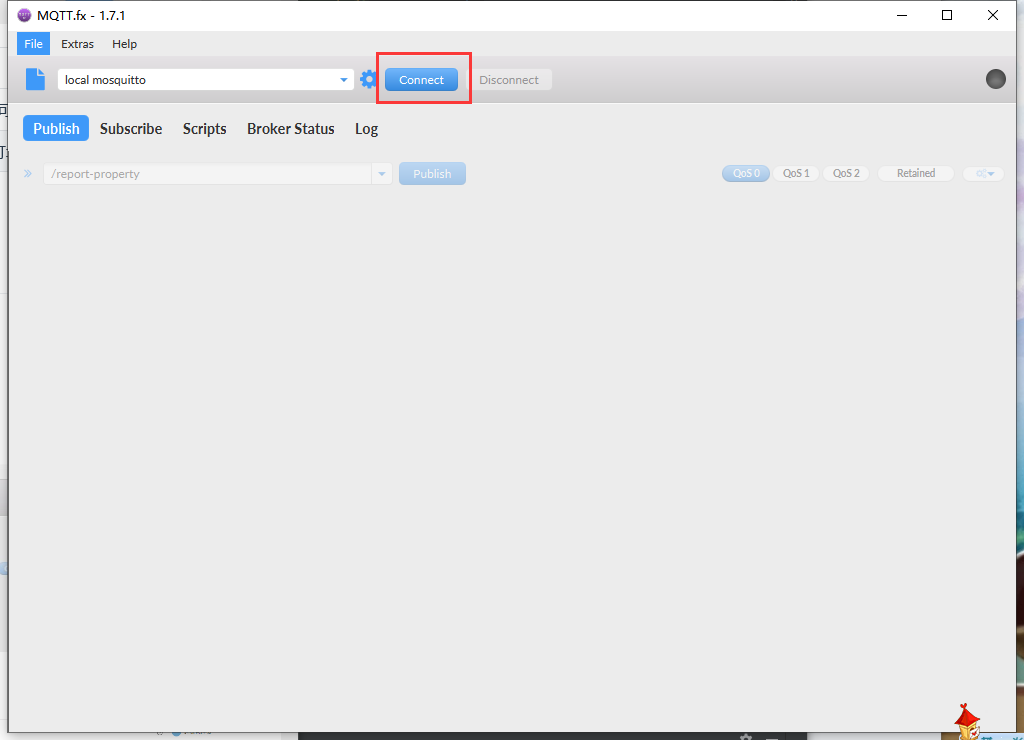 MQTT.fx - 1.7.1
File Extras Help
local mosquitto Connect Disconnect
Publish Subscribe Scripts Broker Status Log
/report-property Publish QoS 0 QoS 1 QoS 2 Retained